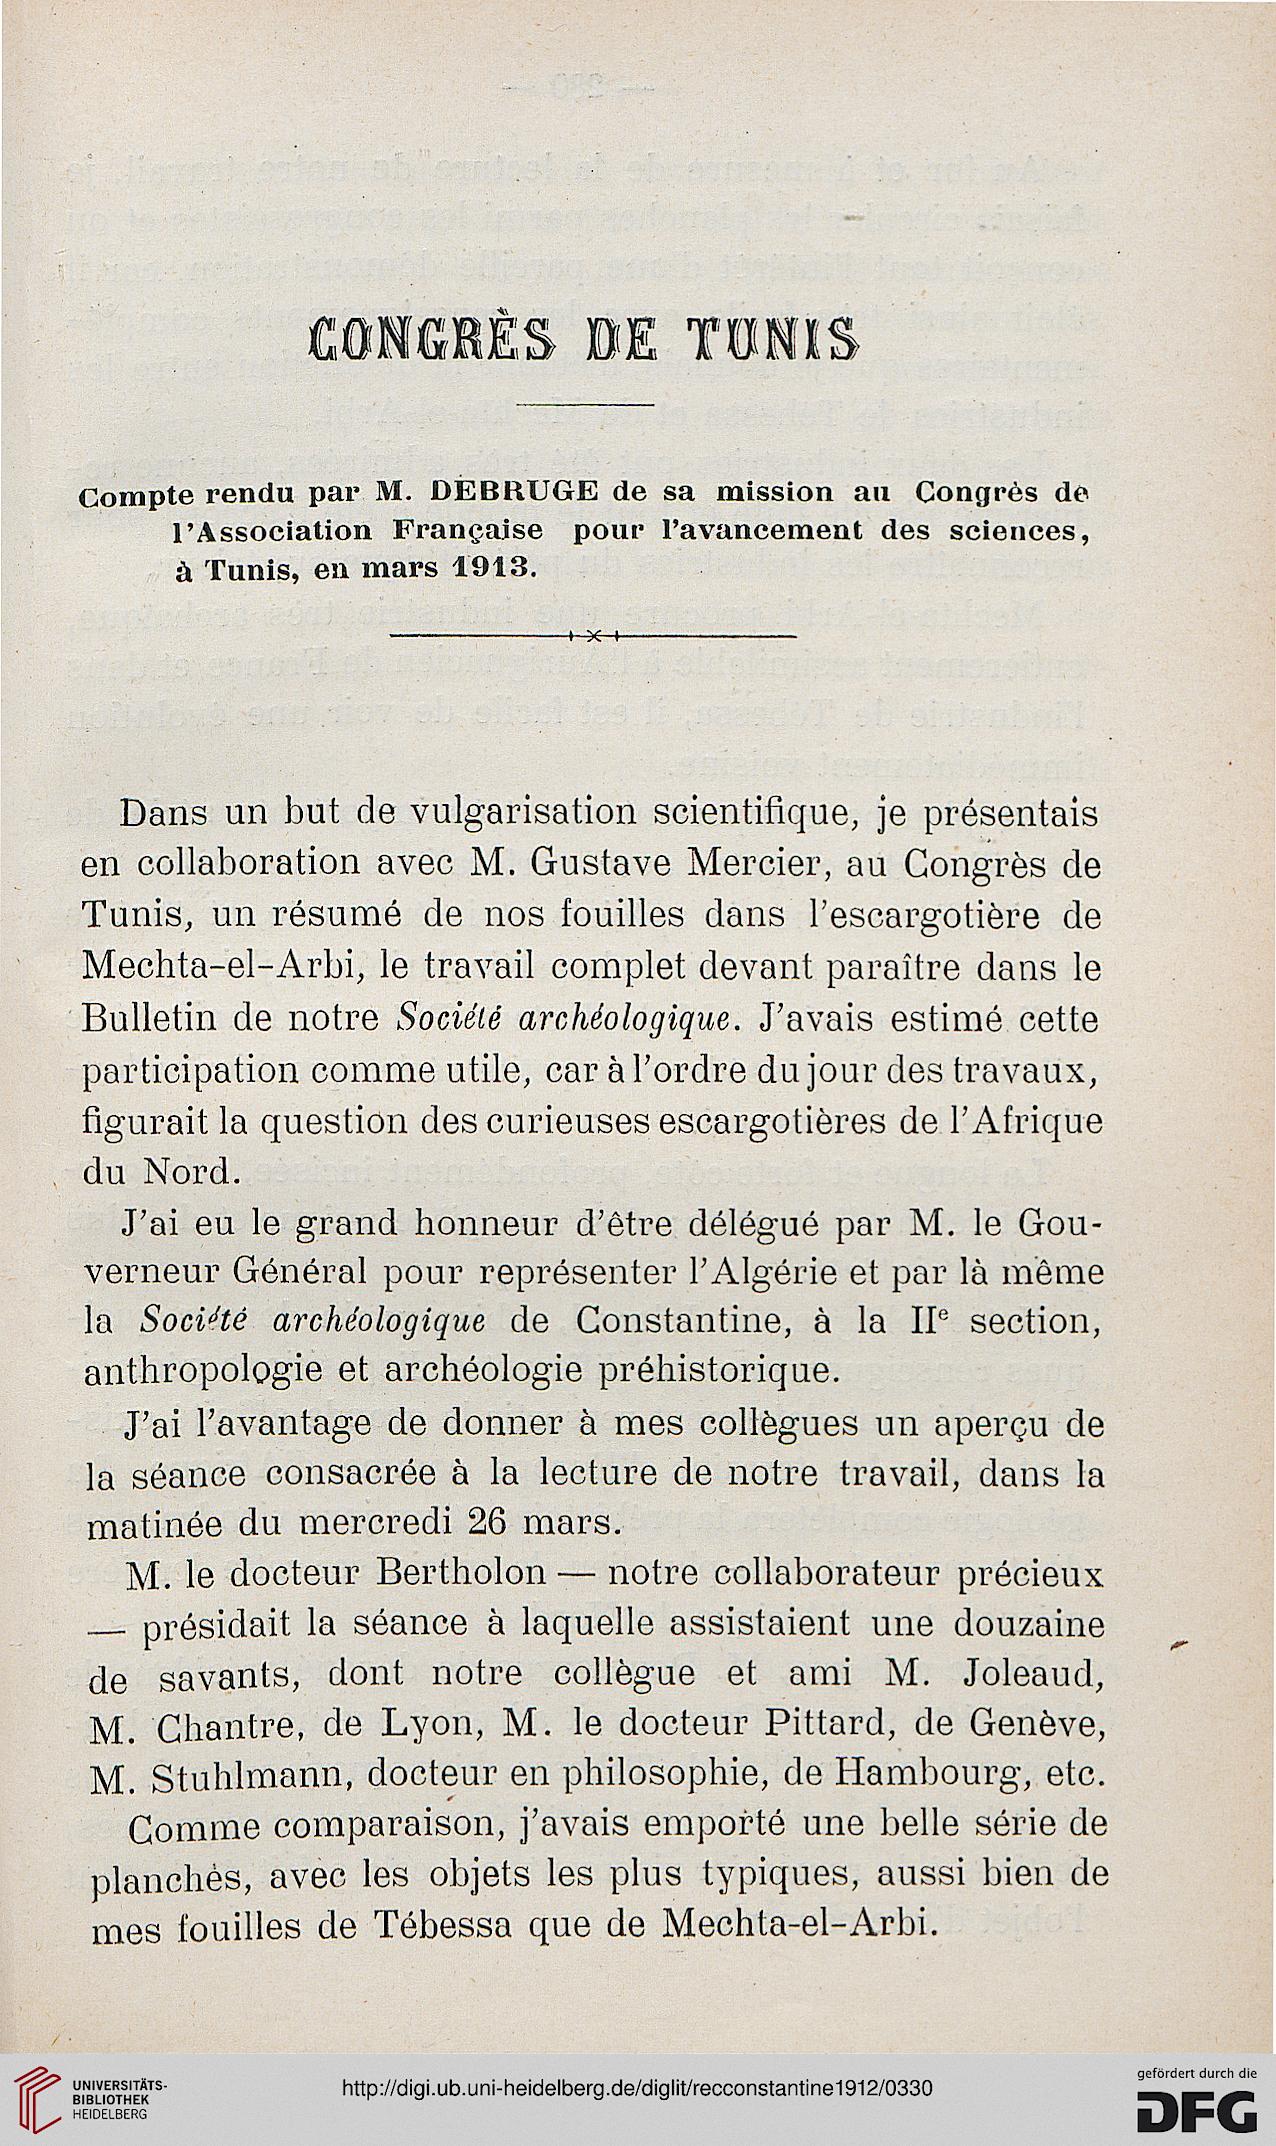 CONGRÈS DE TUNIS
Compte rendu par M. DEBRUGE de sa mission au Congrès de
l'Association Française pour l'avancement des sciences,
à Tunis, en mars 1913.
Dans un but de vulgarisation scientifique, je présentais
en collaboration avec M. Gustave Mercier, au Congrès de
Tunis, un résumé de nos fouilles dans l'escargotière de
Mechta-el-Arbi, le travail complet devant paraître dans le
Bulletin de notre Société archéologique. J'avais estimé cette
participation comme utile, car à l'ordre du jour des travaux,
figurait la question des curieuses escargotières de l'Afrique
du Nord.
J'ai eu le grand honneur d'être délégué par M. le Gou-
verneur Général pour représenter l'Algérie et par là même
la Société archéologique de Constantine, à la IIe section,
anthropologie et archéologie préhistorique.
J'ai l'avantage de donner à mes collègues un aperçu de
la séance consacrée à la lecture de notre travail, dans la
matinée du mercredi 26 mars.
M. le docteur Bertholon — notre collaborateur précieux
— présidait la séance à laquelle assistaient une douzaine
de savants, dont notre collègue et ami M. Joleaud,
M. Chantre, de Lyon, M. le docteur Pittard, de Genève,
M. Stuhlmann, docteur en philosophie, de Hambourg, etc.
Comme comparaison, j'avais emporté une belle série de
planches, avec les objets les plus typiques, aussi bien de
mes fouilles de Tébessa que de Mechta-el-Arbi.
UNIVERSITÄTS-
BIBLIOTHEK
HEIDELBERG
http://digi.ub.uni-heidelberg.de/diglit/recconstantine1912/0330
gefördert durch die
DFG